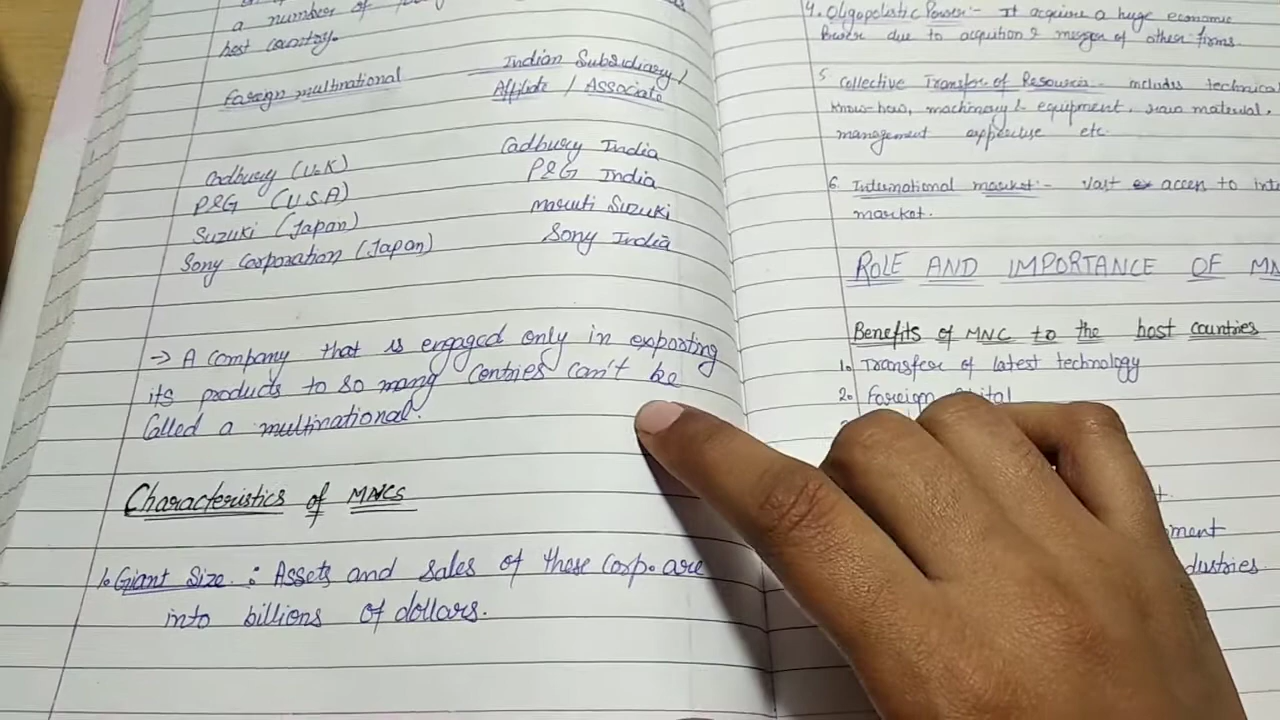 a number of
host country.
Foreign multinational
Indian Subsidiary /
Affiliate / Associate
Cadbury (U.K)
Cadbury India
P&G (U.S.A)
P&G India
Suzuki (Japan)
Maruti Suzuki
Sony Corporation (Japan)
Sony India
→ A Company that is engaged only in exporting
its products to so many Centries can't be
Called a multinational.
Characteristics of MNCs
1. Giant Size : Assets and sales of these Corp. are
into billions of dollars.
4. Oligopolistic Power:- It acquire a huge economic
Power due to acqution & merger of other firms.
5. Collective Transfer of Resources - includes technical
Know-how, machinery & equipment, raw material.
management etc.
6. International market:- Vast access to
market.
ROLE AND IMPORTANCE OF
Benefits of MNC to the host countries
1. Transfer of latest technology
2. Foreign